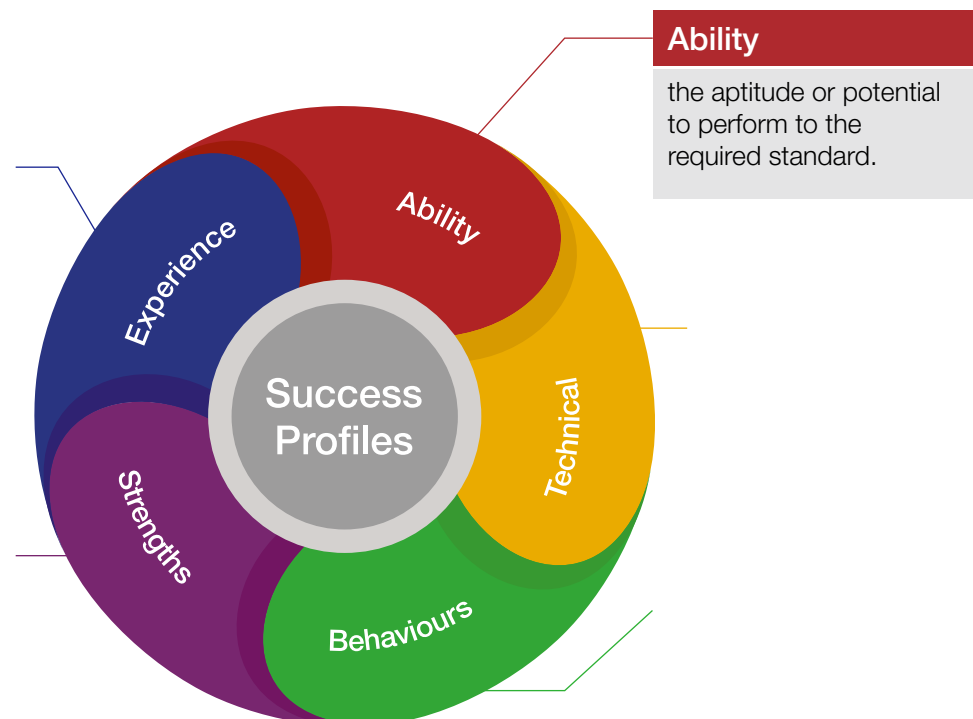 Ability
the aptitude or potential
to perform to the
required standard.
Ability
Experience
Technical
Success
Profiles
Strengths
Behaviours